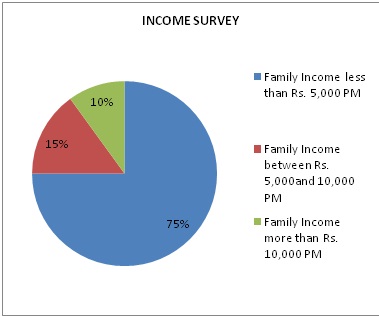 INCOME SURVEY
10%
15%
75%
Family Income less
than Rs. 5,000 PM
Family Income
between Rs.
5,000and 10,000
PM
Family Income
more than Rs.
10,000 PM